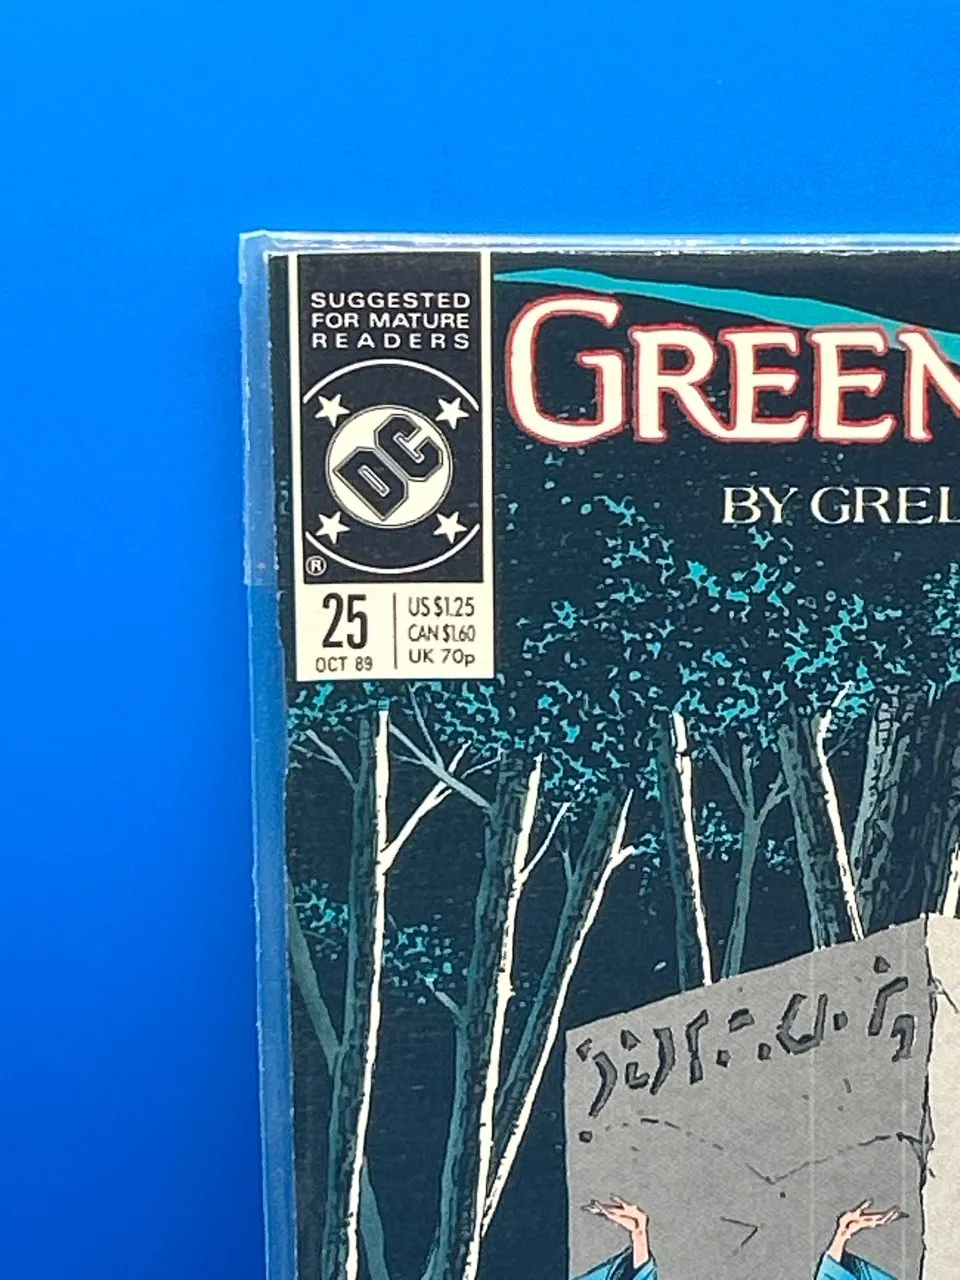 SUGGESTED
FOR MATURE
READERS
DC
®
25
OCT 89
US $1.25
CAN $1.60
UK 70p
GREEN
BY GREL